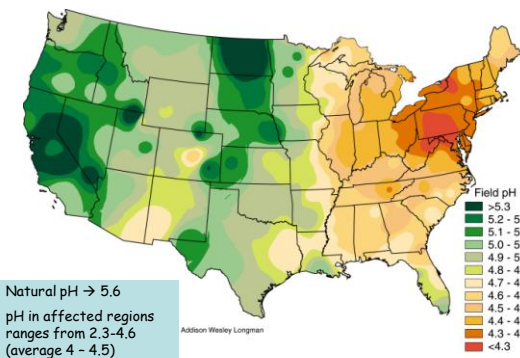 Field pH
>5.3
5.2 - 5
5.1 - 5
5.0 - 5
4.9 - 5
4.8 - 4
4.7 - 4
4.6 - 4
4.5 - 4
4.4 - 4
4.3 - 4
<4.3
Addison Wesley Longman
Natural pH → 5.6
pH in affected regions
ranges from 2,3-4.6
(average 4 – 4.5)